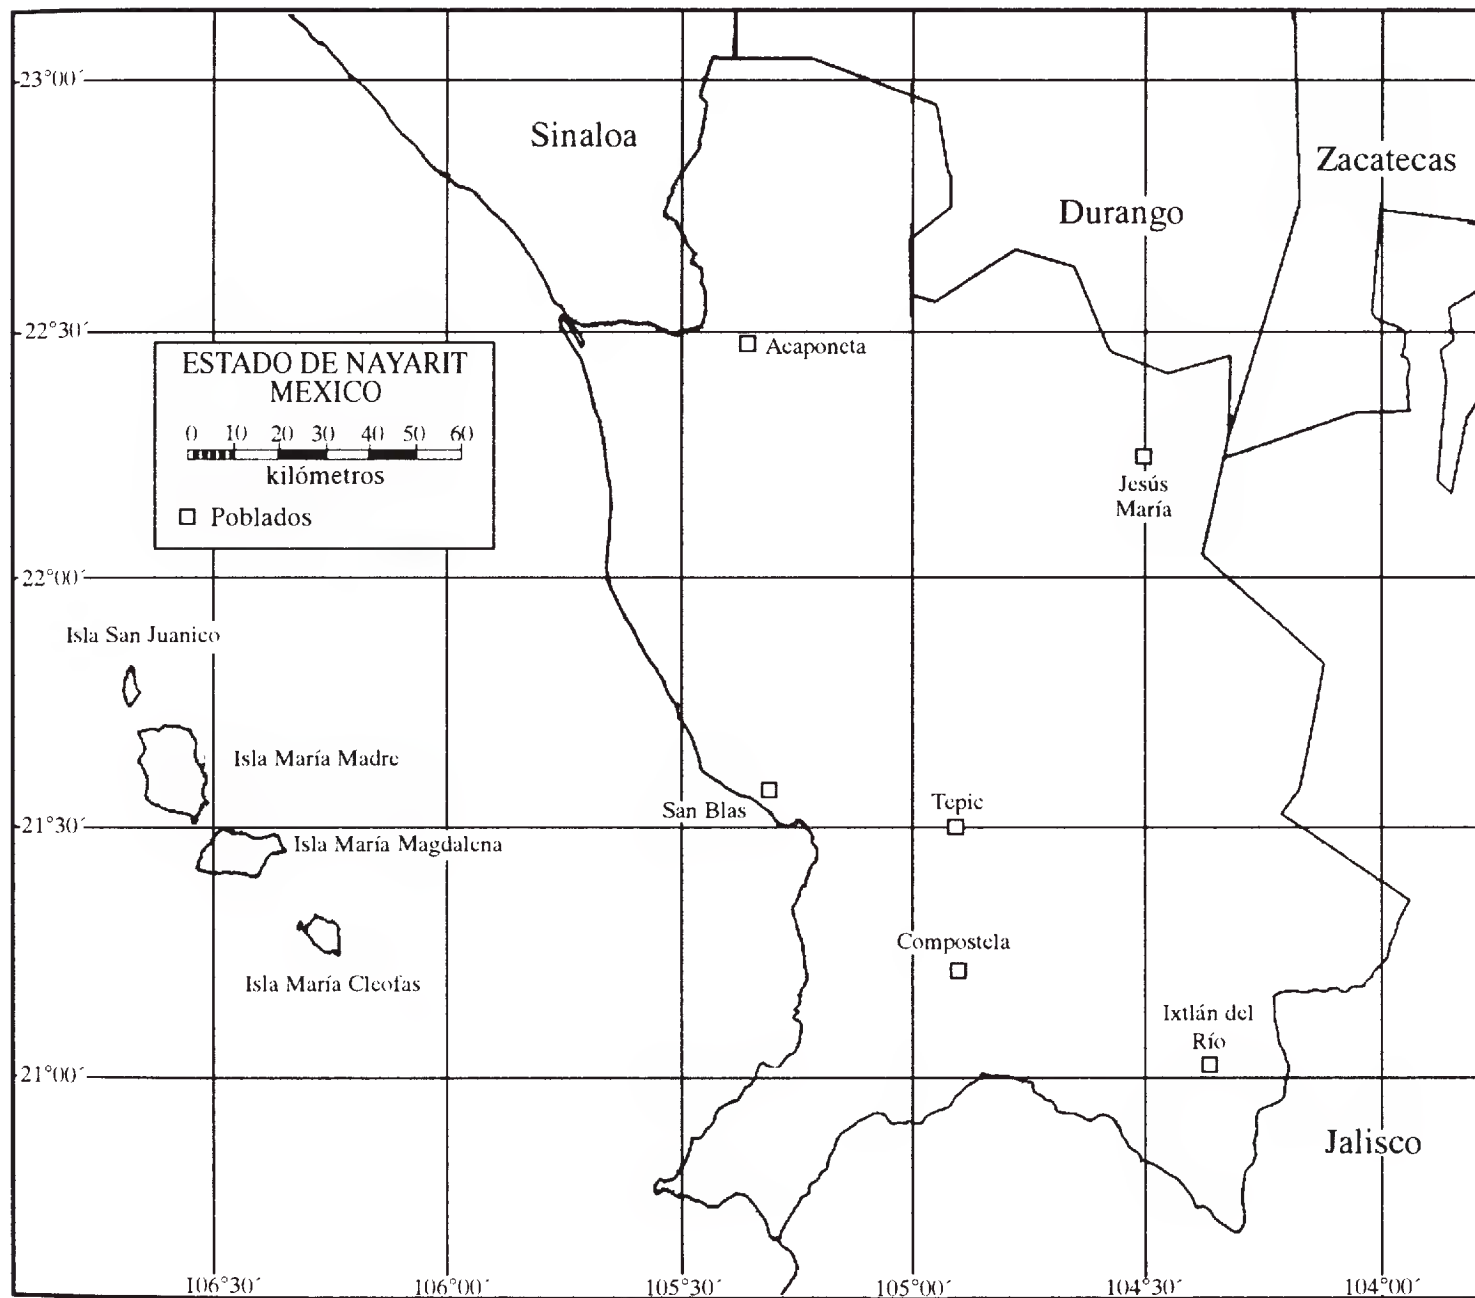 23°00´
Sinaloa
Zacatecas
Durango
22°30´
Acaponeta
ESTADO DE NAYARIT
MEXICO
0 10 20 30 40 50 60
kilómetros
Poblados
Jesús
María
22°00´
Isla San Juanico
Isla María Madre
San Blas
Tepic
21°30´
Isla María Magdalena
Compostela
Isla María Cleofas
Ixtlán del
Río
21°00´
Jalisco
106°30´ 106°00´ 105°30´ 105°00´ 104°30´ 104°00´